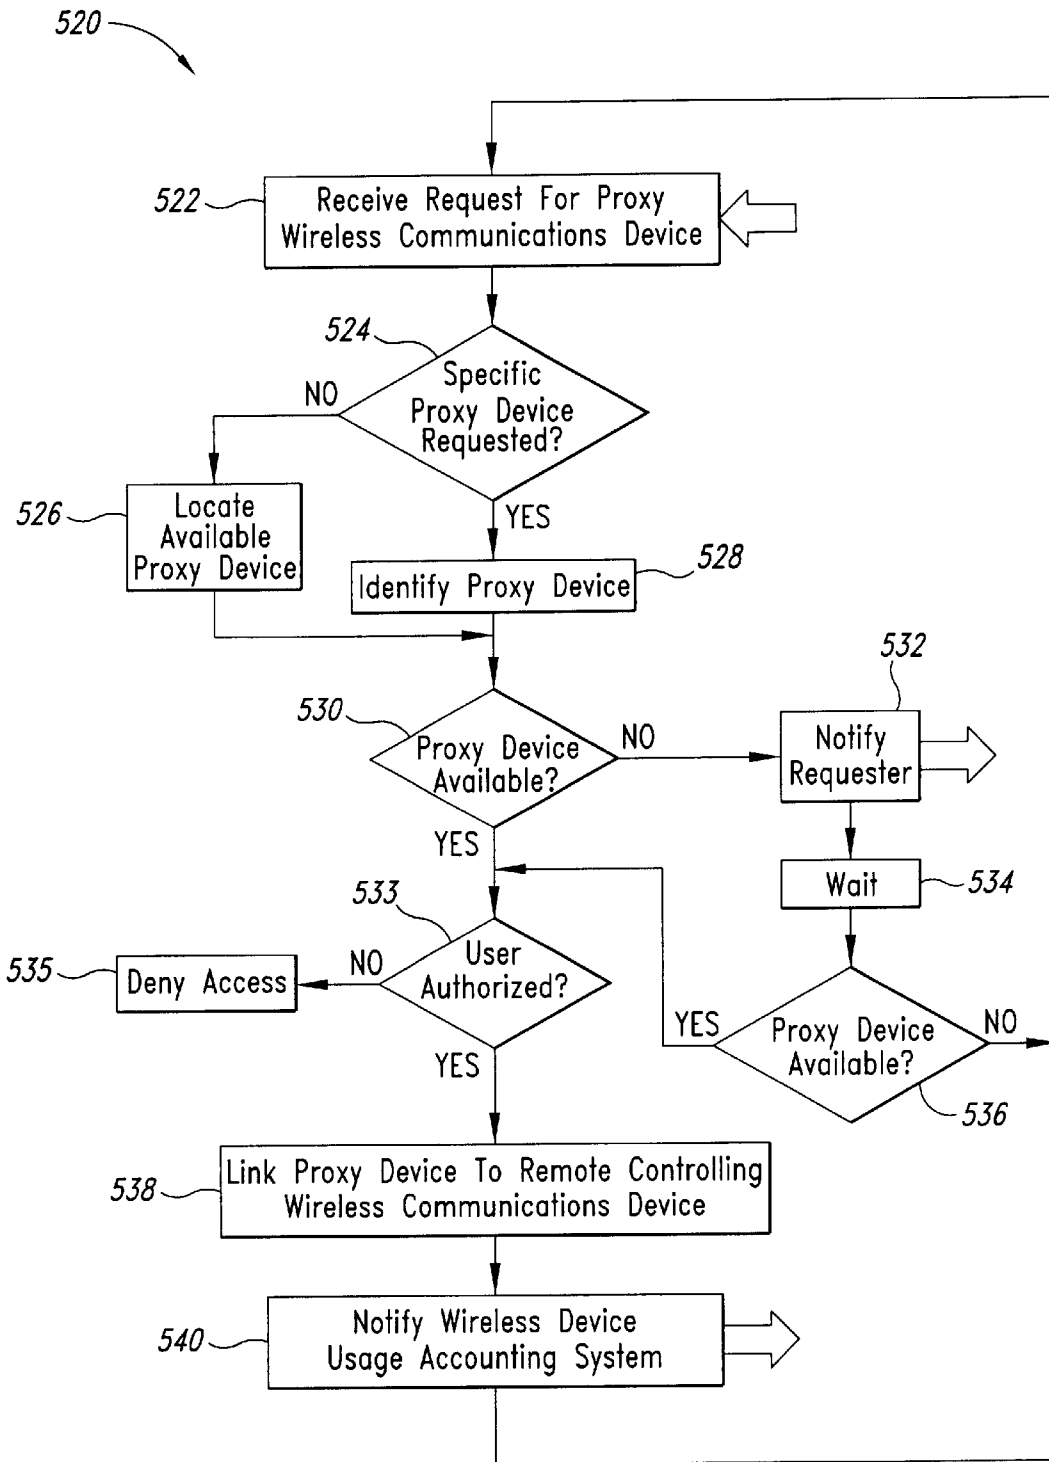 520
522
Receive Request For Proxy
Wireless Communications Device
524
Specific
Proxy Device
Requested?
NO
YES
526
Locate
Available
Proxy Device
Identify Proxy Device
528
530
Proxy Device
Available?
NO
YES
532
Notify
Requester
Wait
534
533
User
Authorized?
NO
YES
535
Deny Access
Proxy Device
Available?
YES
NO
536
538
Link Proxy Device To Remote Controlling
Wireless Communications Device
540
Notify Wireless Device
Usage Accounting System